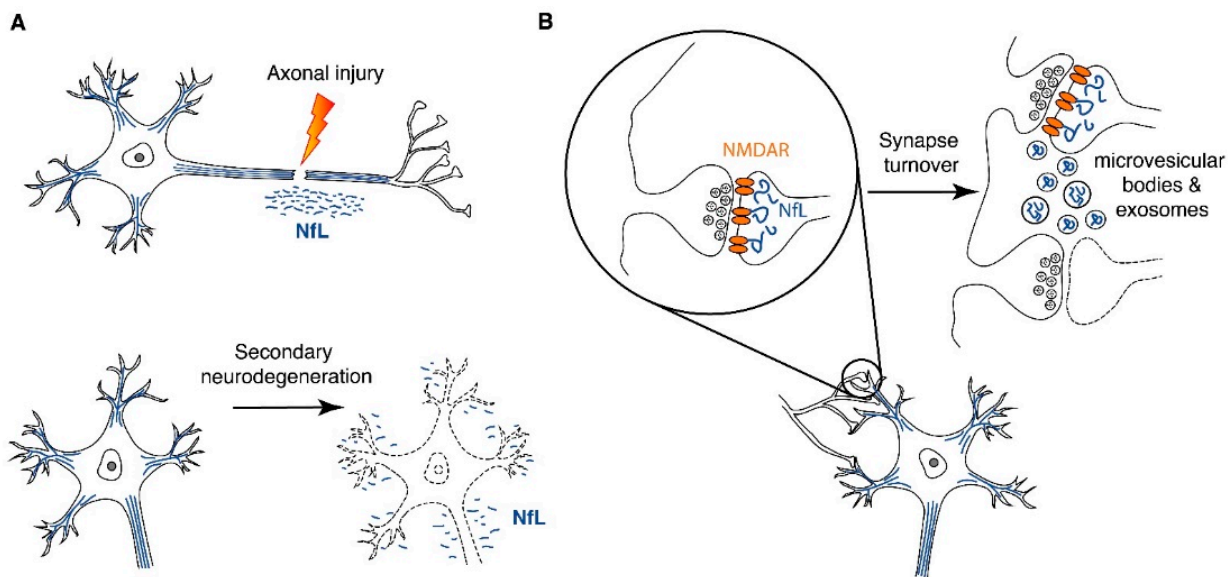 A
Axonal injury
NfL
Secondary
neurodegeneration
NfL
B
NMDAR
NfL
Synapse
turnover
microvesicular
bodies &
exosomes